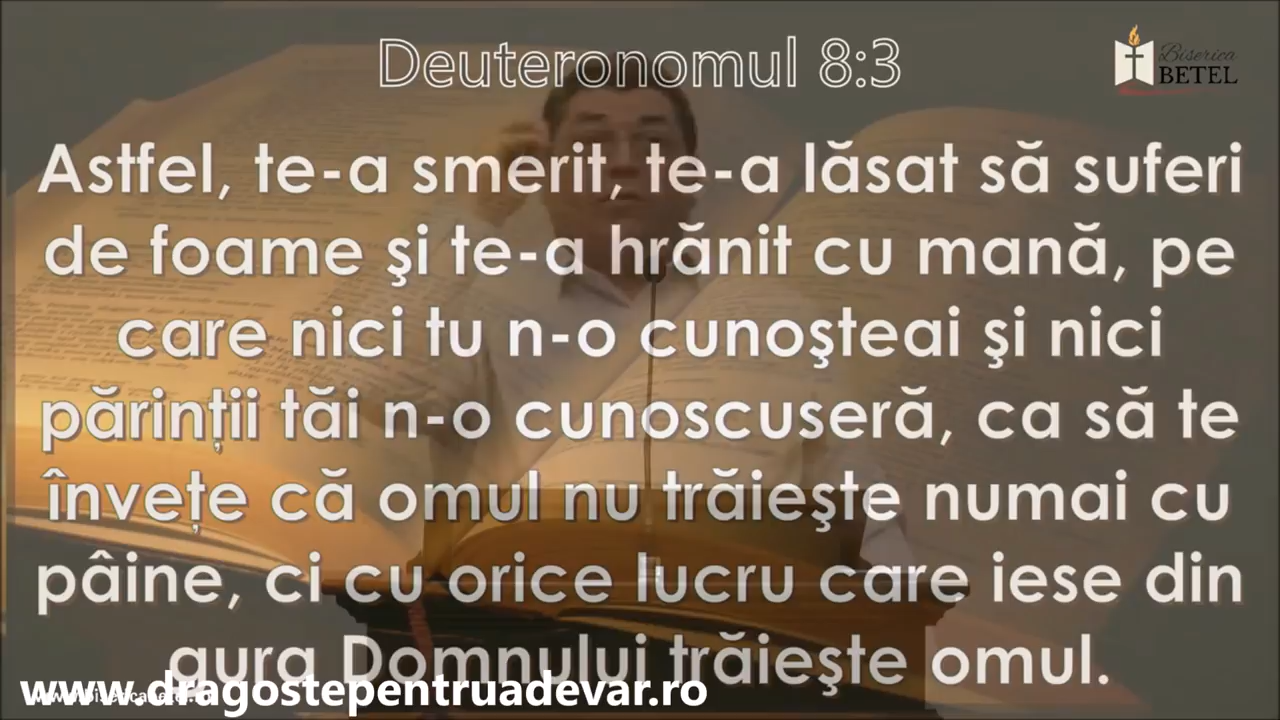 Deuteronomul 8:3
Biserica
BETEL
Astfel, te-a smerit, te-a lăsat să suferi
de foame şi te-a hrănit cu mană, pe
care nici tu n-o cunoşteai şi nici
părinţii tăi n-o cunoscuseră, ca să te
înveţe că omul nu trăieşte numai cu
pâine, ci cu orice lucru care iese din
gura Domnului trăieşte omul.
www.dragostepentruadevar.ro